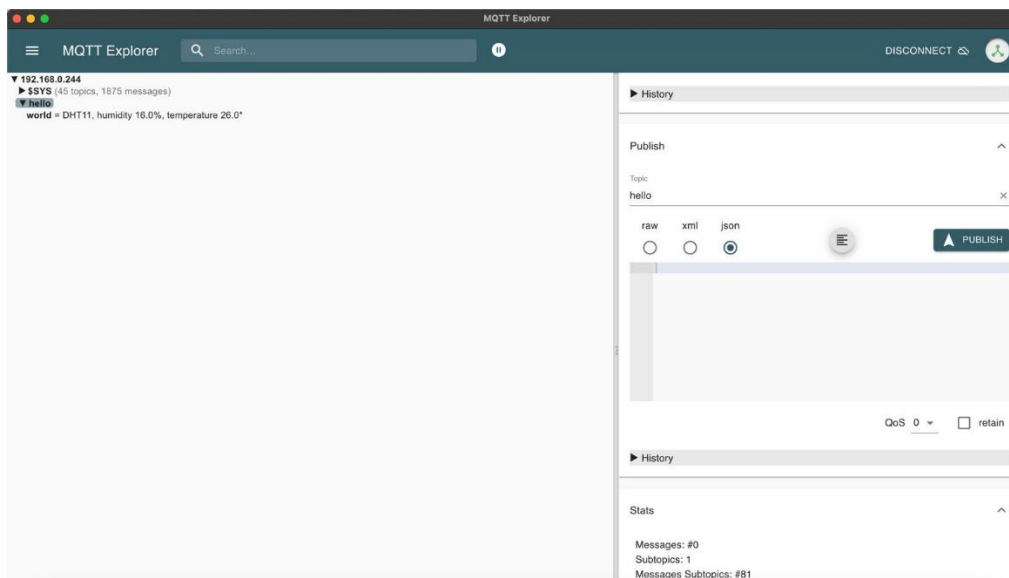 MQTT Explorer
MQTT Explorer
Search...
DISCONNECT
▼ 192.168.0.244
▶ $SYS (45 topics, 1875 messages)
▼ hello
world = DHT11, humidity 16.0%, temperature 26.0°
▶ History
Publish
Topic
hello
raw xml json
PUBLISH
QoS 0 retain
▶ History
Stats
Messages: #0
Subtopics: 1
Messages Subtopics: #81